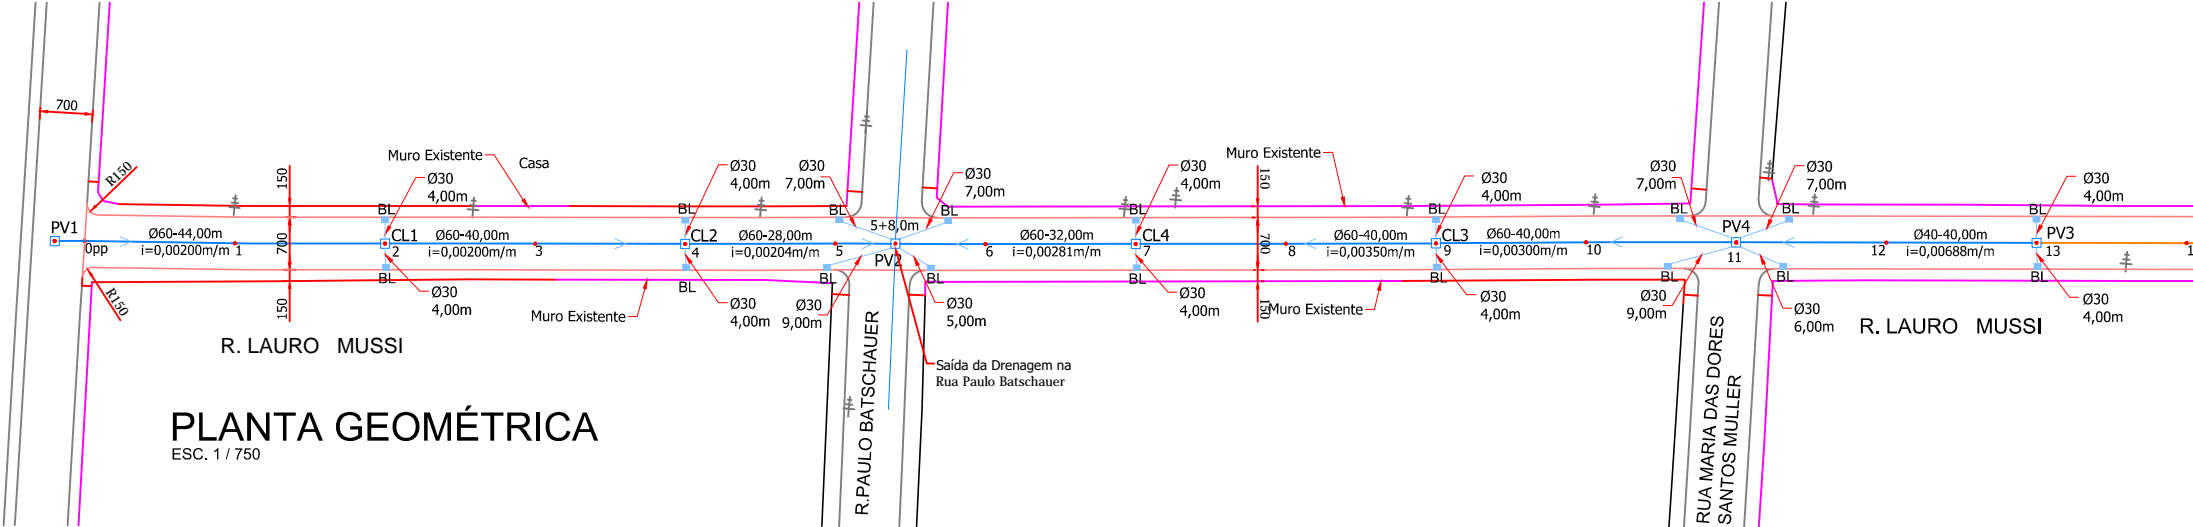 700
R150
Muro Existente
Casa
150
Ø30
4,00m
Ø30
4,00m
Ø30
7,00m
Ø30
7,00m
Ø30
4,00m
Muro Existente
150
Ø30
4,00m
Ø30
7,00m
Ø30
7,00m
Ø30
4,00m
BL
BL
BL
BL
BL
BL
BL
BL
BL
PV1
Ø60-44,00m
i=0,00200m/m
0pp
1
700
CL1
2
Ø60-40,00m
i=0,00200m/m
3
CL2
4
Ø60-28,00m
i=0,00204m/m
5
5+8,0m
PV2
6
Ø60-32,00m
i=0,00281m/m
CL4
7
700
8
Ø60-40,00m
i=0,00350m/m
CL3
9
Ø60-40,00m
i=0,00300m/m
10
PV4
11
12
Ø40-40,00m
i=0,00688m/m
PV3
13
1
BL
BL
BL
BL
BL
BL
BL
BL
BL
R150
150
Ø30
4,00m
Muro Existente
Ø30
4,00m
Ø30
9,00m
Ø30
5,00m
Ø30
4,00m
150
Muro Existente
Ø30
4,00m
Ø30
9,00m
Ø30
6,00m
Ø30
4,00m
R. LAURO MUSSI
R. LAURO MUSSI
Saída da Drenagem na
Rua Paulo Batschauer
R.PAULO BATSCHAUER
RUA MARIA DAS DORES
SANTOS MULLER
PLANTA GEOMÉTRICA
ESC. 1 / 750